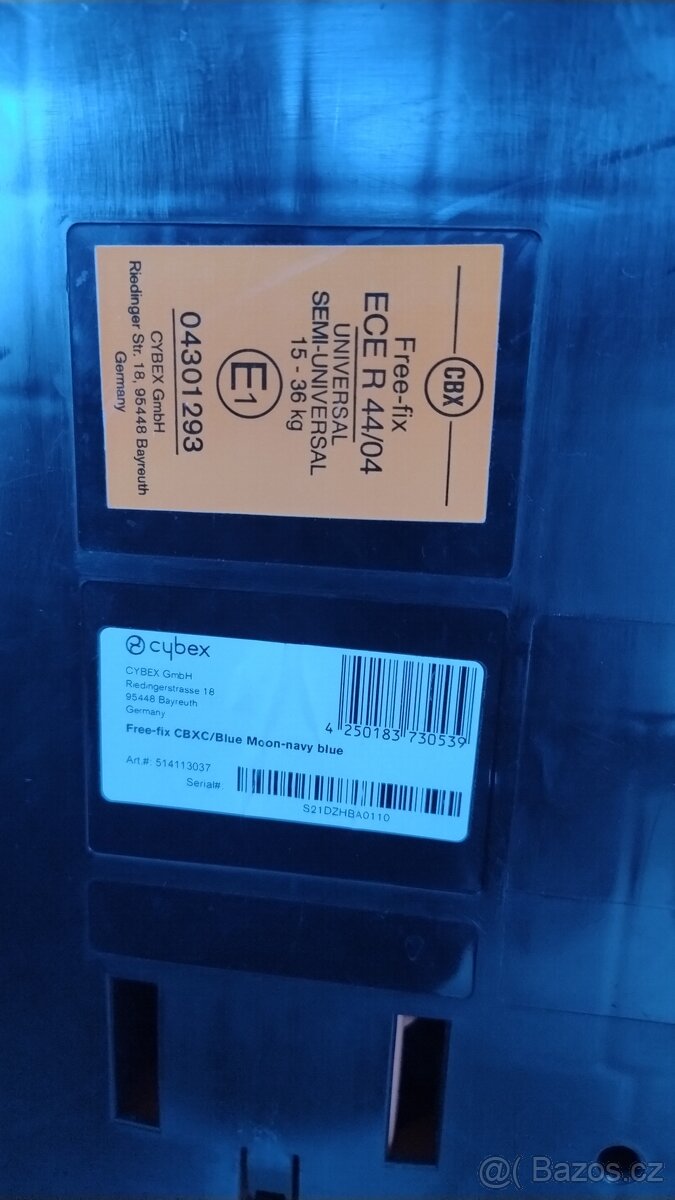 CBX
Free-fix
ECE R 44/04
UNIVERSAL
SEMI-UNIVERSAL
15 - 36 kg
E1
04301293
CYBEX GmbH
Riedinger Str. 18, 95448 Bayreuth
Germany
cybex
CYBEX GmbH
Riedingerstrasse 18
95448 Bayreuth
Germany
4 250183 730539
Free-fix CBXC/Blue Moon-navy blue
Art.#: 514113037
Serial#:
S21DZHBA0110
@( Bazos.cz